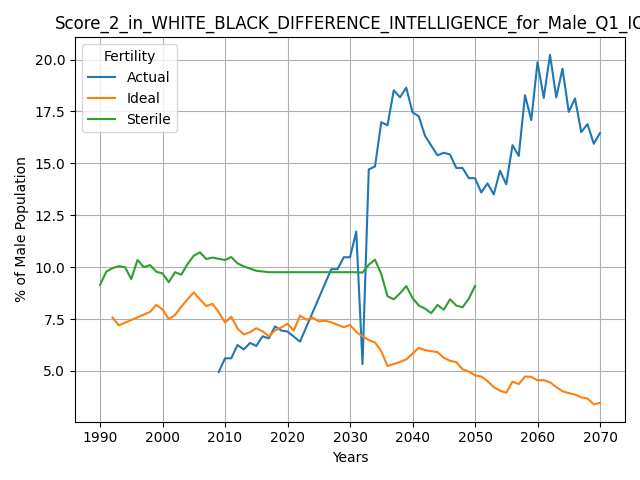 Score_2_in_WHITE_BLACK_DIFFERENCE_INTELLIGENCE_for_Male_Q1_IQ
Fertility
Actual
Ideal
Sterile
% of Male Population
20.0
17.5
15.0
12.5
10.0
7.5
5.0
1990 2000 2010 2020 2030 2040 2050 2060 2070
Years